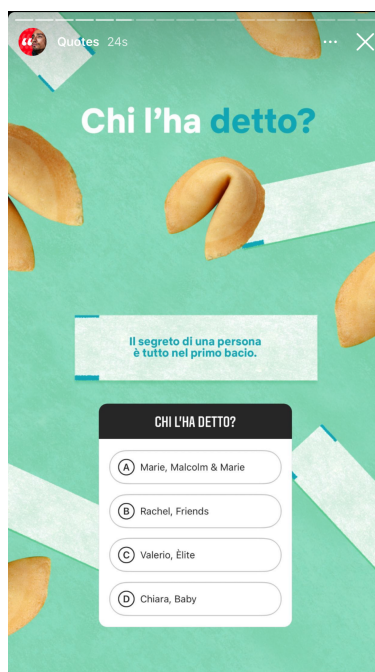 Quotes 24s
Chi l'ha detto?
Il segreto di una persona
è tutto nel primo bacio.
CHI L'HA DETTO?
A Marie, Malcolm & Marie
B Rachel, Friends
C Valerio, Èlite
D Chiara, Baby